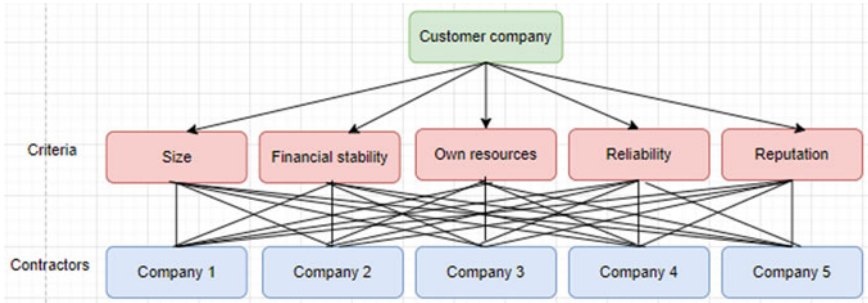 Customer company
Criteria
Size
Financial stability
Own resources
Reliability
Reputation
Contractors
Company 1
Company 2
Company 3
Company 4
Company 5